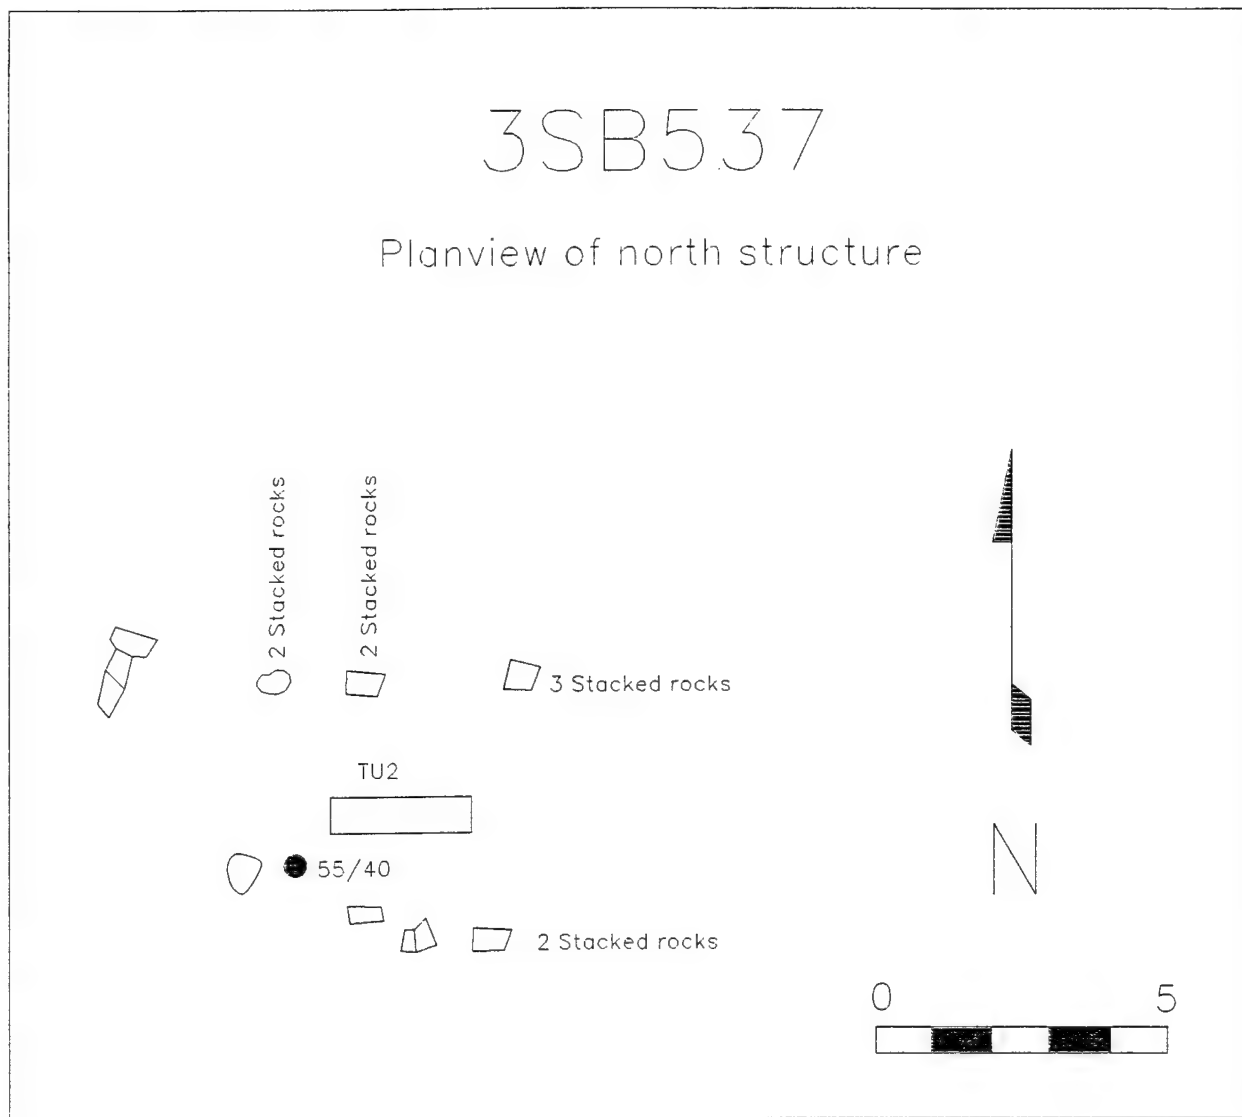 3SB537
Planview of north structure
2 Stacked rocks
2 Stacked rocks
3 Stacked rocks
TU2
55/40
2 Stacked rocks
N
0 5